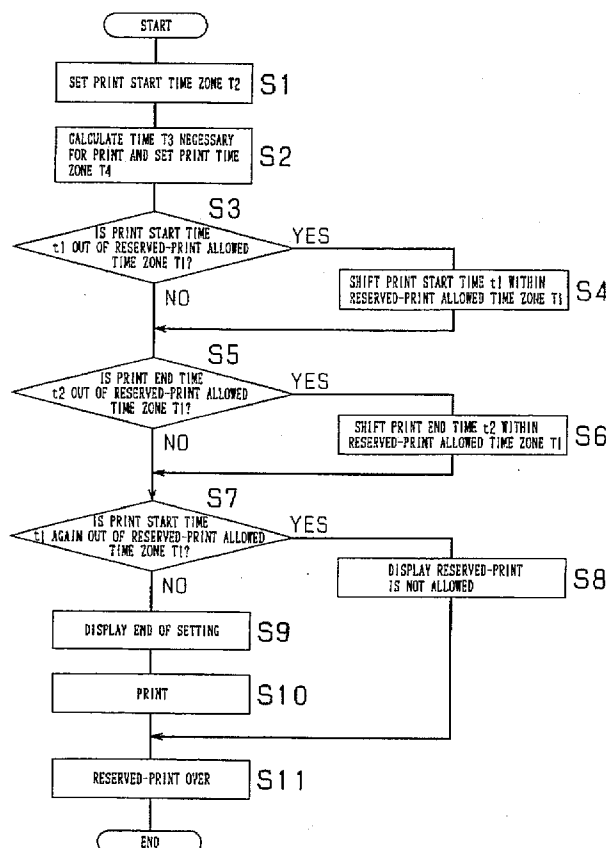 START
SET PRINT START TIME ZONE T2
S1
CALCULATE TIME T3 NECESSARY
FOR PRINT AND SET PRINT TIME
ZONE T4
S2
S3
IS PRINT START TIME
t1 OUT OF RESERVED-PRINT ALLOWED
TIME ZONE T1?
YES
NO
SHIFT PRINT START TIME t1 WITHIN
RESERVED-PRINT ALLOWED TIME ZONE T1
S4
S5
IS PRINT END TIME
t2 OUT OF RESERVED-PRINT ALLOWED
TIME ZONE T1?
YES
NO
SHIFT PRINT END TIME t2 WITHIN
RESERVED-PRINT ALLOWED TIME ZONE T1
S6
S7
IS PRINT START TIME
t1 AGAIN OUT OF RESERVED-PRINT ALLOWED
TIME ZONE T1?
YES
NO
DISPLAY RESERVED-PRINT
IS NOT ALLOWED
S8
DISPLAY END OF SETTING
S9
PRINT
S10
RESERVED-PRINT OVER
S11
END